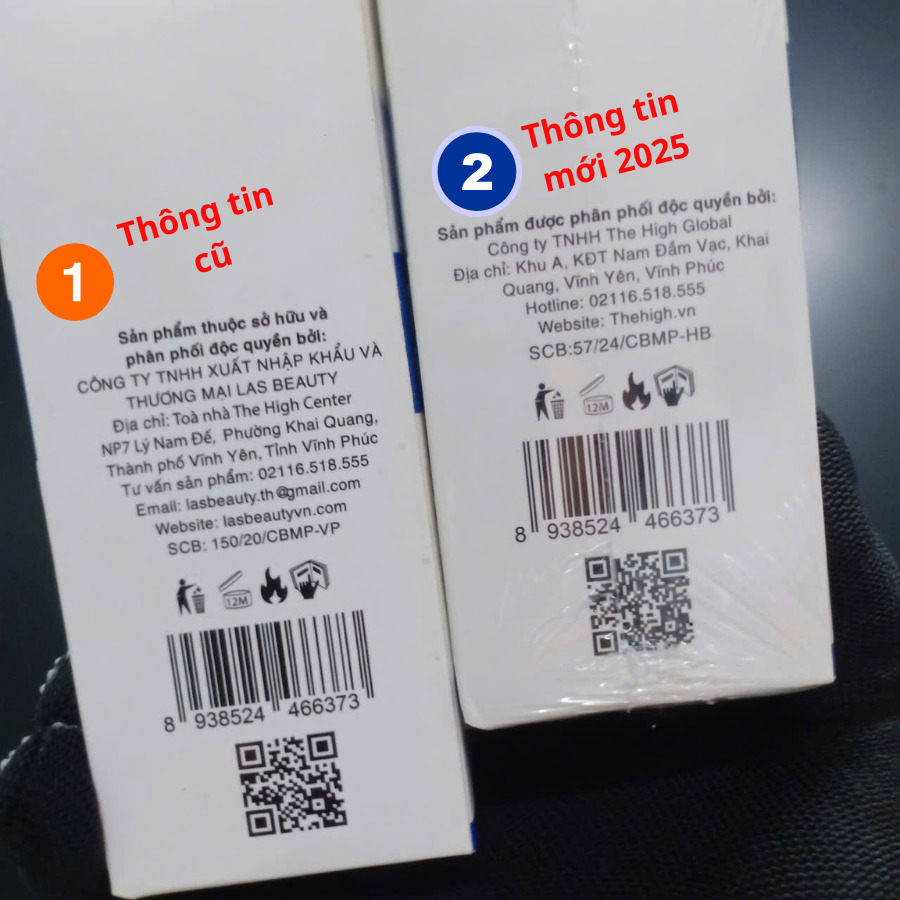 1
Thông tin
cũ
Sản phẩm thuộc sở hữu và
phân phối độc quyền bởi:
CÔNG TY TNHH XUẤT NHẬP KHẨU VÀ
THƯƠNG MẠI LAS BEAUTY
Địa chỉ: Toà nhà The High Center
NP7 Lý Nam Đế, Phường Khai Quang,
Thành phố Vĩnh Yên, Tỉnh Vĩnh Phúc
Tư vấn sản phẩm: 02116.518.555
Email: lasbeauty.th@gmail.com
Website: lasbeautyvn.com
SCB: 150/20/CBMP-VP
12M
8 938524 466373
2
Thông tin
mới 2025
Sản phẩm được phân phối độc quyền bởi:
Công ty TNHH The High Global
Địa chỉ: Khu A, KĐT Nam Đầm Vạc, Khai
Quang, Vĩnh Yên, Vĩnh Phúc
Hotline: 02116.518.555
Website: Thehigh.vn
SCB:57/24/CBMP-HB
12M
8 938524 466373